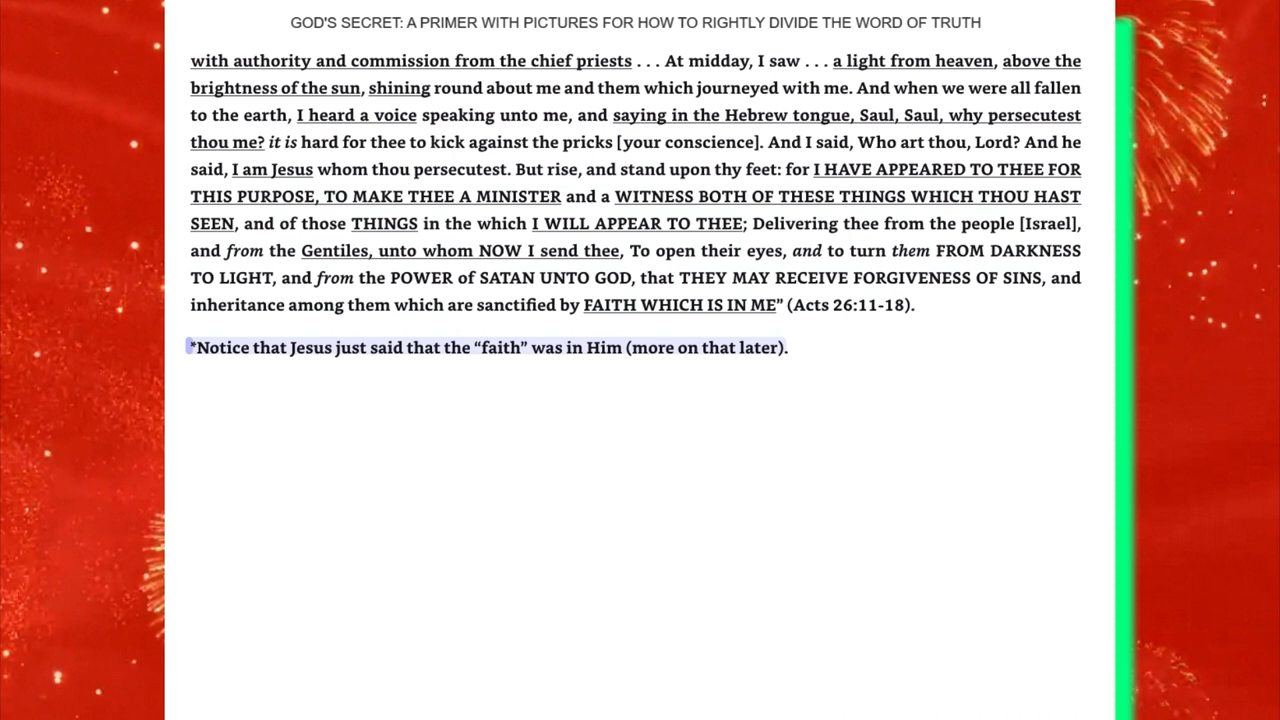 GOD'S SECRET: A PRIMER WITH PICTURES FOR HOW TO RIGHTLY DIVIDE THE WORD OF TRUTH
with authority and commission from the chief priests . . . At midday, I saw . . . a light from heaven, above the
brightness of the sun, shining round about me and them which journeyed with me. And when we were all fallen
to the earth, I heard a voice speaking unto me, and saying in the Hebrew tongue, Saul, Saul, why persecutest
thou me? it is hard for thee to kick against the pricks [your conscience]. And I said, Who art thou, Lord? And he
said, I am Jesus whom thou persecutest. But rise, and stand upon thy feet: for I HAVE APPEARED TO THEE FOR
THIS PURPOSE, TO MAKE THEE A MINISTER and a WITNESS BOTH OF THESE THINGS WHICH THOU HAST
SEEN, and of those THINGS in the which I WILL APPEAR TO THEE; Delivering thee from the people [Israel],
and from the Gentiles, unto whom NOW I send thee, To open their eyes, and to turn them FROM DARKNESS
TO LIGHT, and from the POWER of SATAN UNTO GOD, that THEY MAY RECEIVE FORGIVENESS OF SINS, and
inheritance among them which are sanctified by FAITH WHICH IS IN ME” (Acts 26:11-18).
*Notice that Jesus just said that the “faith” was in Him (more on that later).